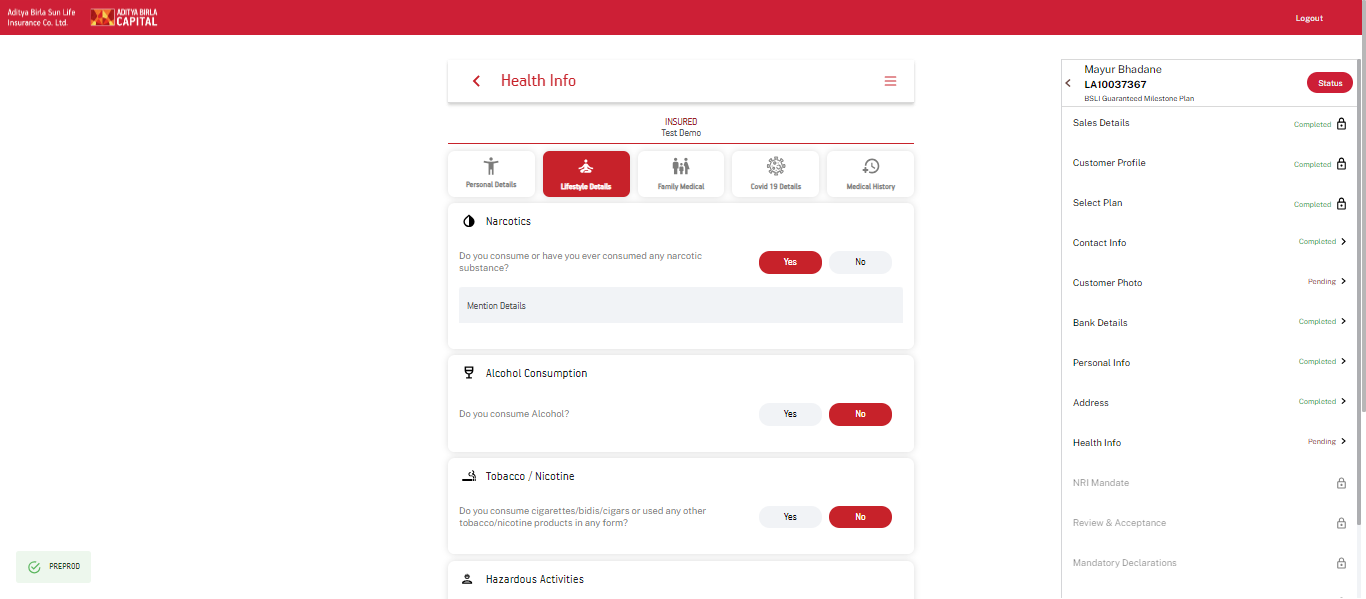 Aditya Birla Sun Life
Insurance Co. Ltd.
ADITYA BIRLA
CAPITAL
Logout
Health Info
INSURED
Test Demo
Personal Details
Lifestyle Details
Family Medical
Covid 19 Details
Medical History
Narcotics
Do you consume or have you ever consumed any narcotic
substance?
Yes
No
Mention Details
Alcohol Consumption
Do you consume Alcohol?
Yes
No
Tobacco / Nicotine
Do you consume cigarettes/bidis/cigars or used any other
tobacco/nicotine products in any form?
Yes
No
Hazardous Activities
PREPROD
Mayur Bhadane
LA10037367
BSLI Guaranteed Milestone Plan
Status
Sales Details
Completed
Customer Profile
Completed
Select Plan
Completed
Contact Info
Completed
Customer Photo
Pending
Bank Details
Completed
Personal Info
Completed
Address
Completed
Health Info
Pending
NRI Mandate
Review & Acceptance
Mandatory Declarations